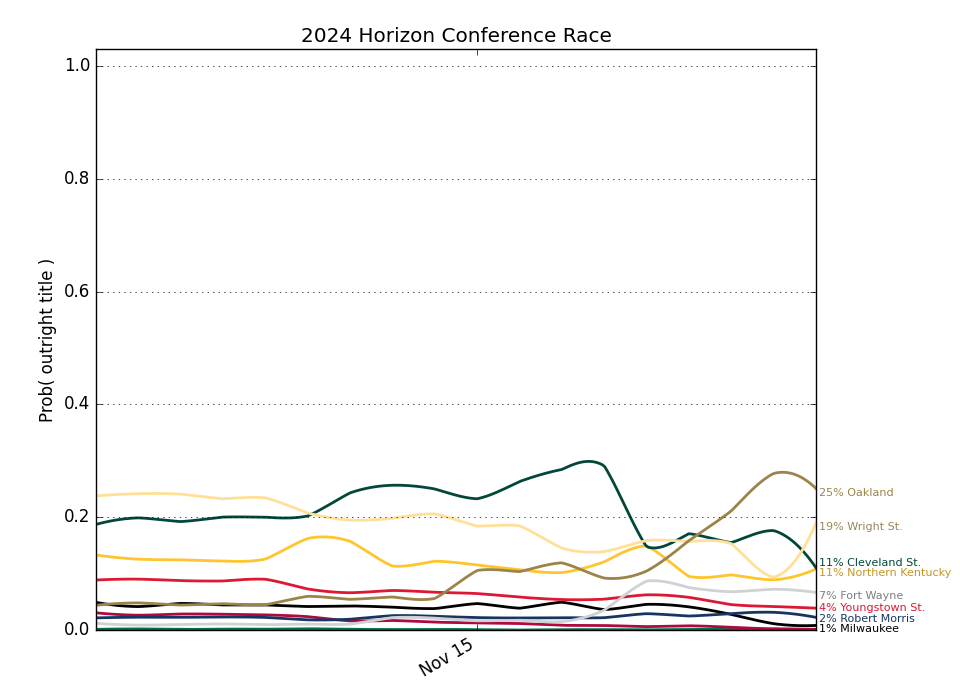 2024 Horizon Conference Race
1.0
0.8
0.6
0.4
0.2
0.0
Prob( outright title )
Nov 15
25% Oakland
19% Wright St.
11% Cleveland St.
11% Northern Kentucky
7% Fort Wayne
4% Youngstown St.
2% Robert Morris
1% Milwaukee